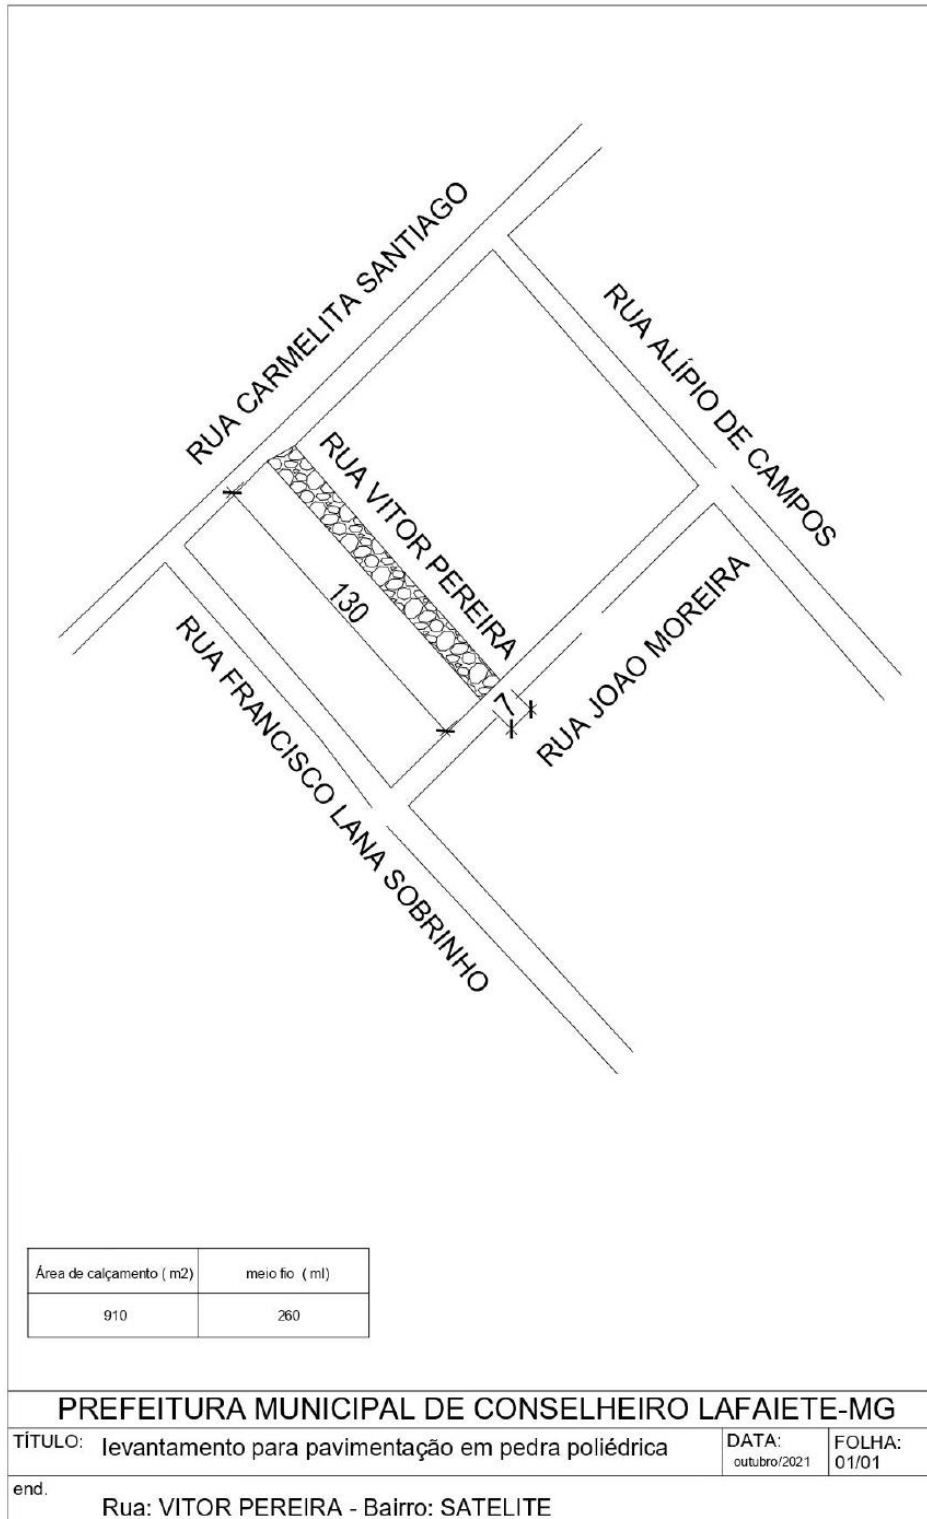 RUA CARMELITA SANTIAGO
RUA ALÍPIO DE CAMPOS
RUA VITOR PEREIRA
130
7
RUA JOAO MOREIRA
RUA FRANCISCO LANA SOBRINHO
Área de calçamento ( m2) meio fio ( ml)
910 260
PREFEITURA MUNICIPAL DE CONSELHEIRO LAFAIETE-MG
TÍTULO: levantamento para pavimentação em pedra poliédrica
DATA: outubro/2021
FOLHA: 01/01
end.
Rua: VITOR PEREIRA - Bairro: SATELITE